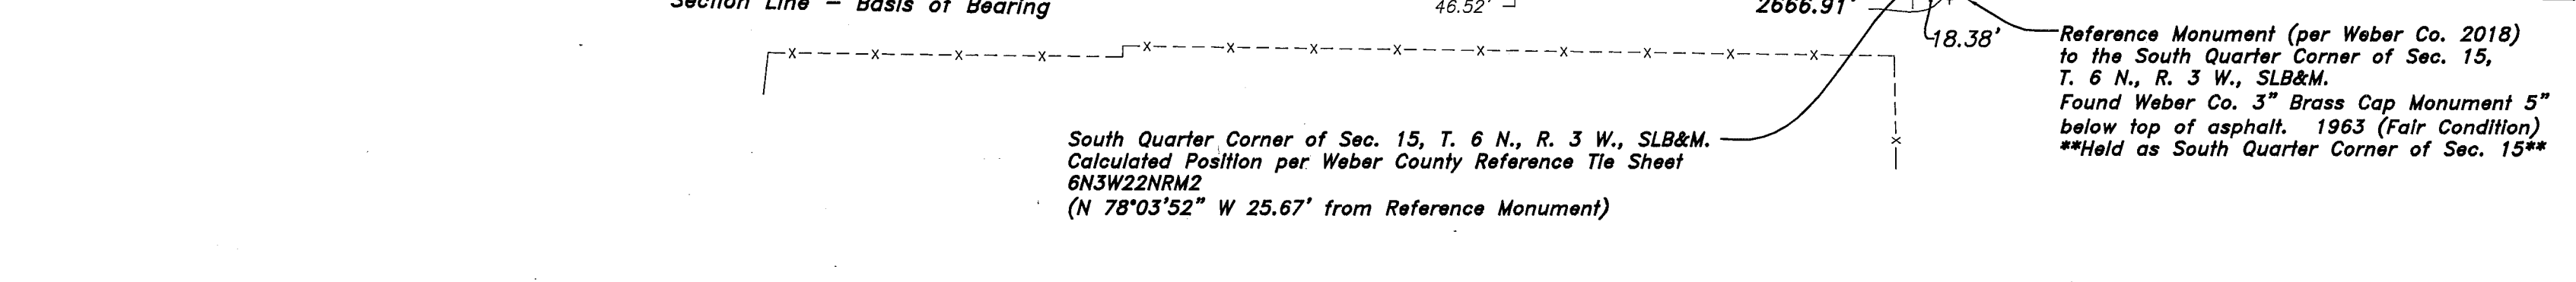 Section Line - Basis of Bearing
46.52'
2666.91'
18.38'
Reference Monument (per Weber Co. 2018)
to the South Quarter Corner of Sec. 15,
T. 6 N., R. 3 W., SLB&M.
Found Weber Co. 3" Brass Cap Monument 5"
below top of asphalt. 1963 (Fair Condition)
**Held as South Quarter Corner of Sec. 15**
South Quarter Corner of Sec. 15, T. 6 N., R. 3 W., SLB&M.
Calculated Position per Weber County Reference Tie Sheet
6N3W22NRM2
(N 78°03'52" W 25.67' from Reference Monument)